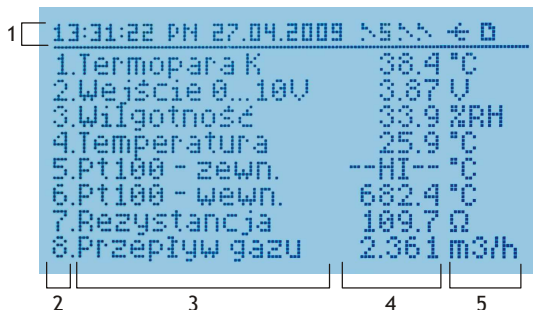 1
13:31:22 PN 27.04.2009
1.Termopara K 38.4 °C
2.Wejście 0...10V 3.87 V
3.Wilgotność 33.9 %RH
4.Temperatura 25.9 °C
5.Pt100 - zewn. --HI-- °C
6.Pt100 - wewn. 682.4 °C
7.Rezystancja 109.7 Ω
8.Przepływ gazu 2.361 m3/h
2 3 4 5